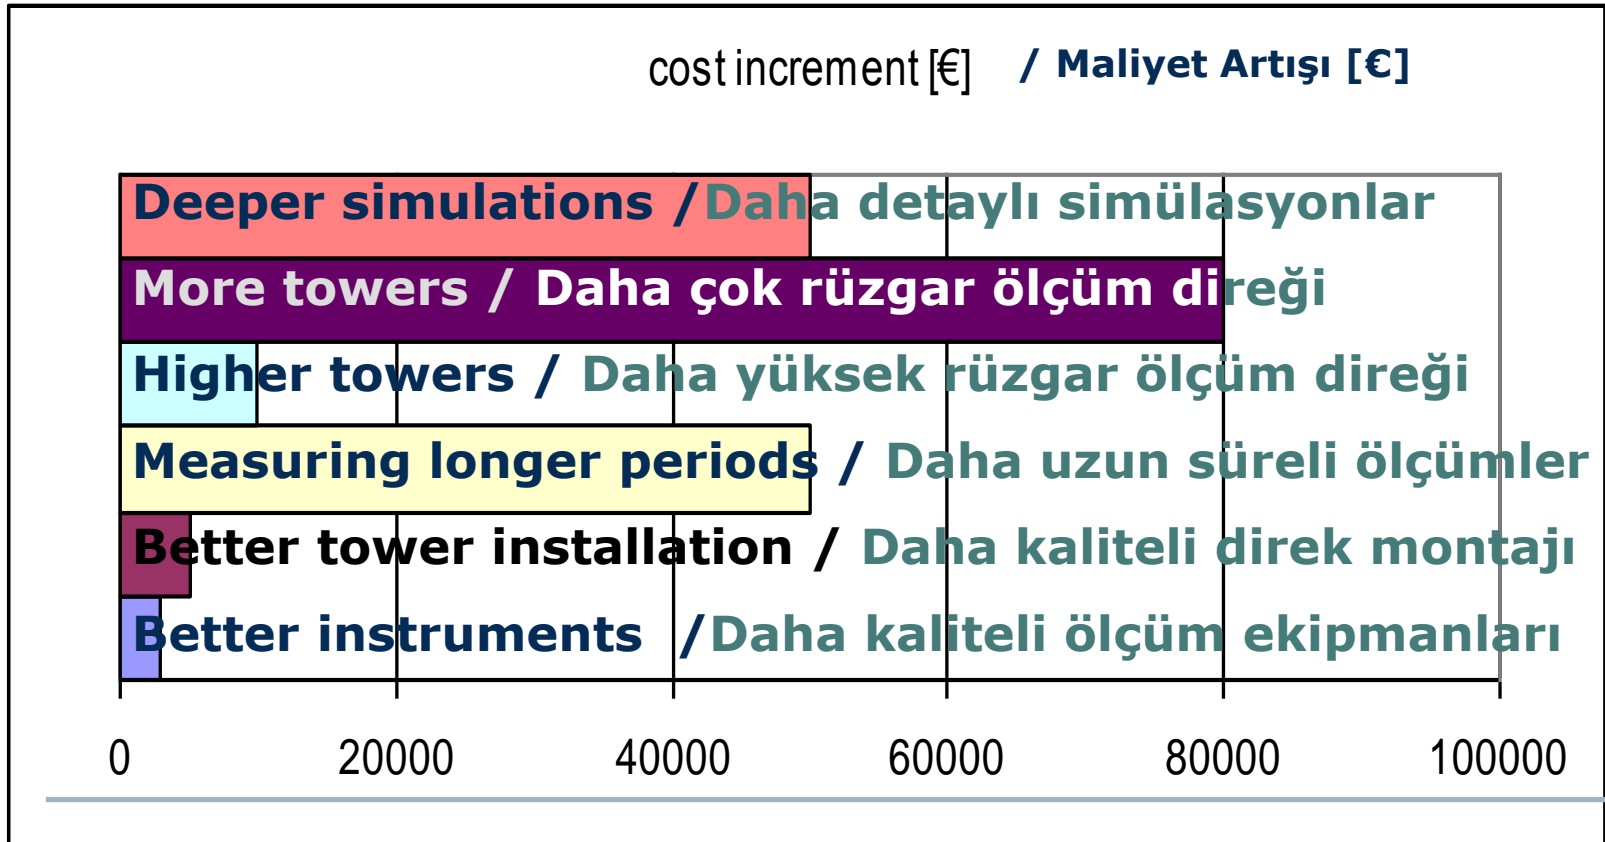 cost increment [€] / Maliyet Artışı [€]
Deeper simulations /Daha detaylı simülasyonlar
More towers / Daha çok rüzgar ölçüm direği
Higher towers / Daha yüksek rüzgar ölçüm direği
Measuring longer periods / Daha uzun süreli ölçümler
Better tower installation / Daha kaliteli direk montajı
Better instruments /Daha kaliteli ölçüm ekipmanları
0 20000 40000 60000 80000 100000